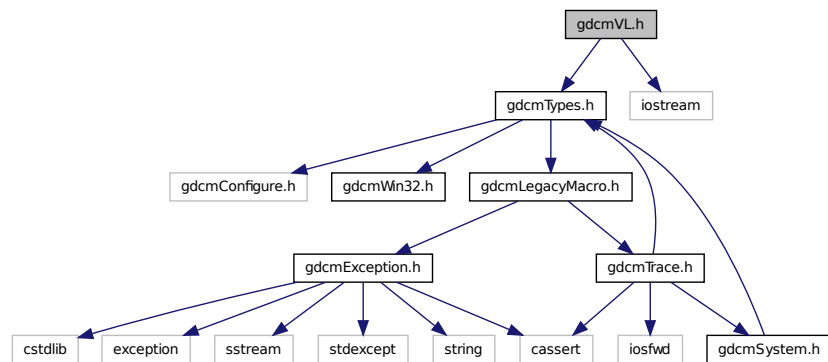 gdcmVL.h
gdcmTypes.h
iostream
gdcmConfigure.h
gdcmWin32.h
gdcmLegacyMacro.h
gdcmException.h
gdcmTrace.h
cstdlib
exception
sstream
stdexcept
string
cassert
iosfwd
gdcmSystem.h